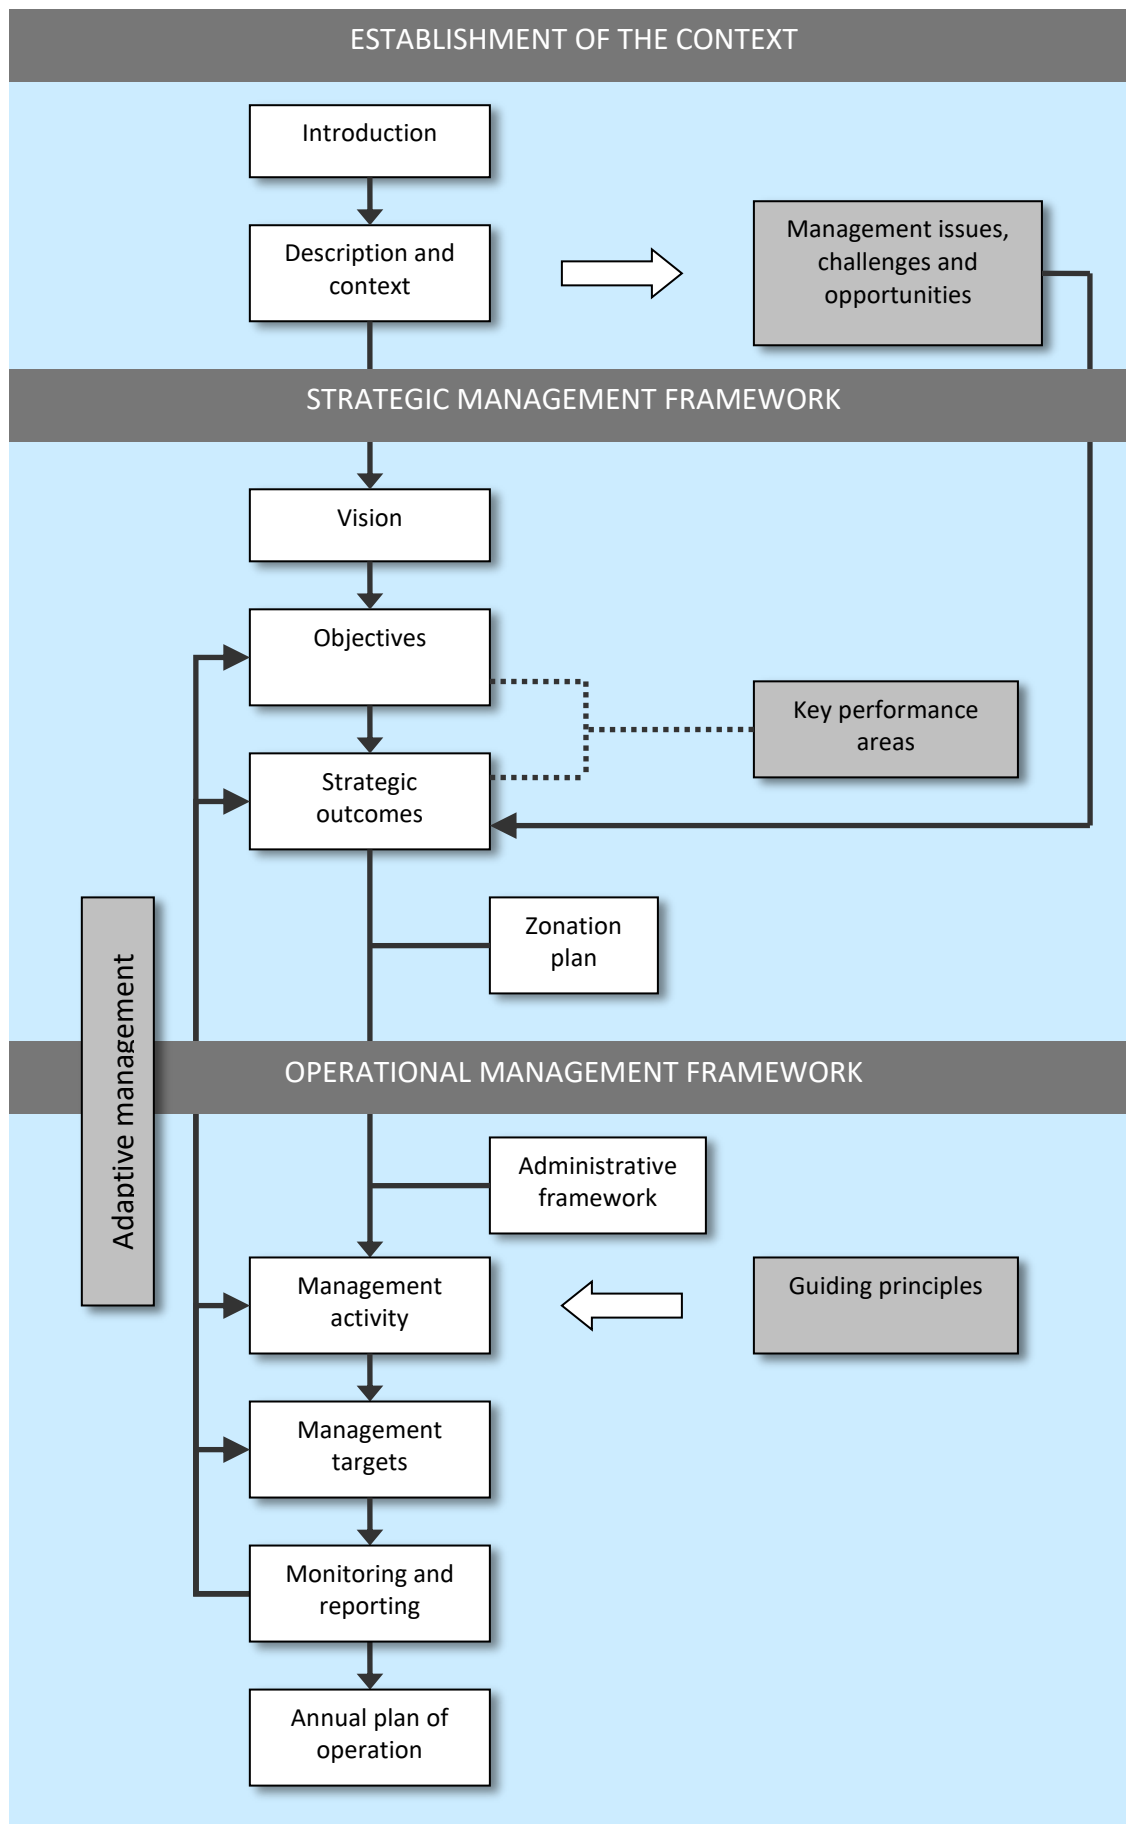 ESTABLISHMENT OF THE CONTEXT
Introduction
Description and
context
Management issues,
challenges and
opportunities
STRATEGIC MANAGEMENT FRAMEWORK
Vision
Objectives
Key performance
areas
Strategic
outcomes
Zonation
plan
Adaptive management
OPERATIONAL MANAGEMENT FRAMEWORK
Administrative
framework
Management
activity
Guiding principles
Management
targets
Monitoring and
reporting
Annual plan of
operation